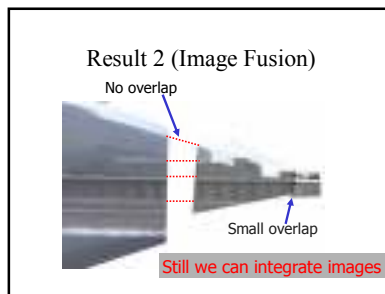 Result 2 (Image Fusion)
No overlap
Small overlap
Still we can integrate images